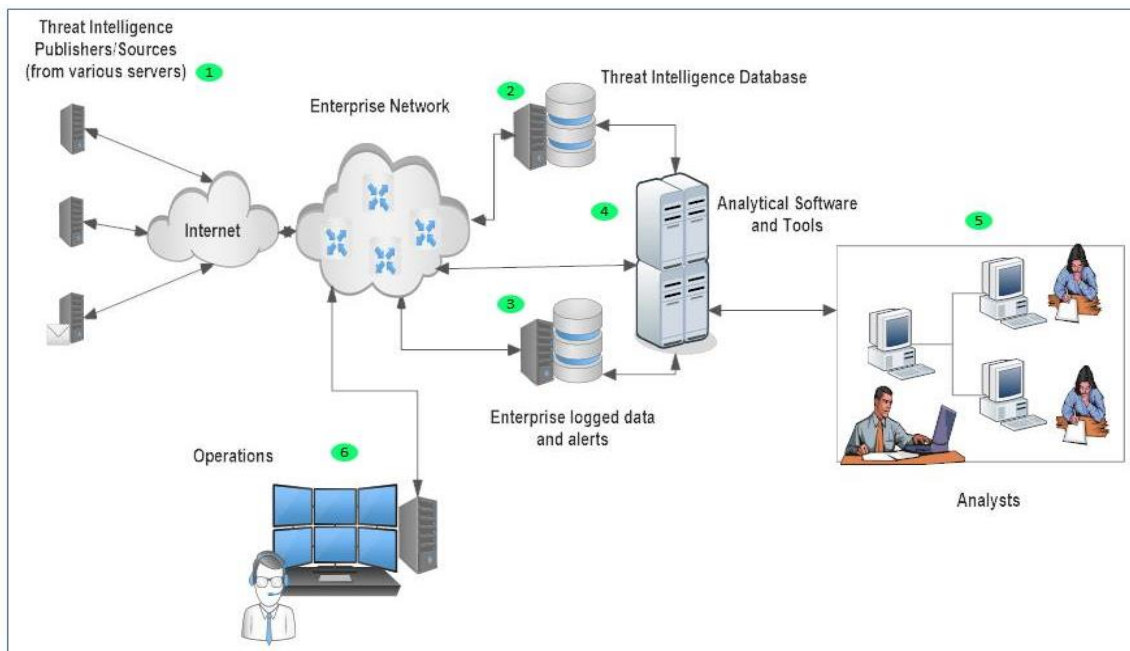 Threat Intelligence
Publishers/Sources
(from various servers)
1
Internet
Enterprise Network
2
Threat Intelligence Database
3
Enterprise logged data
and alerts
4
Analytical Software
and Tools
5
Analysts
Operations
6